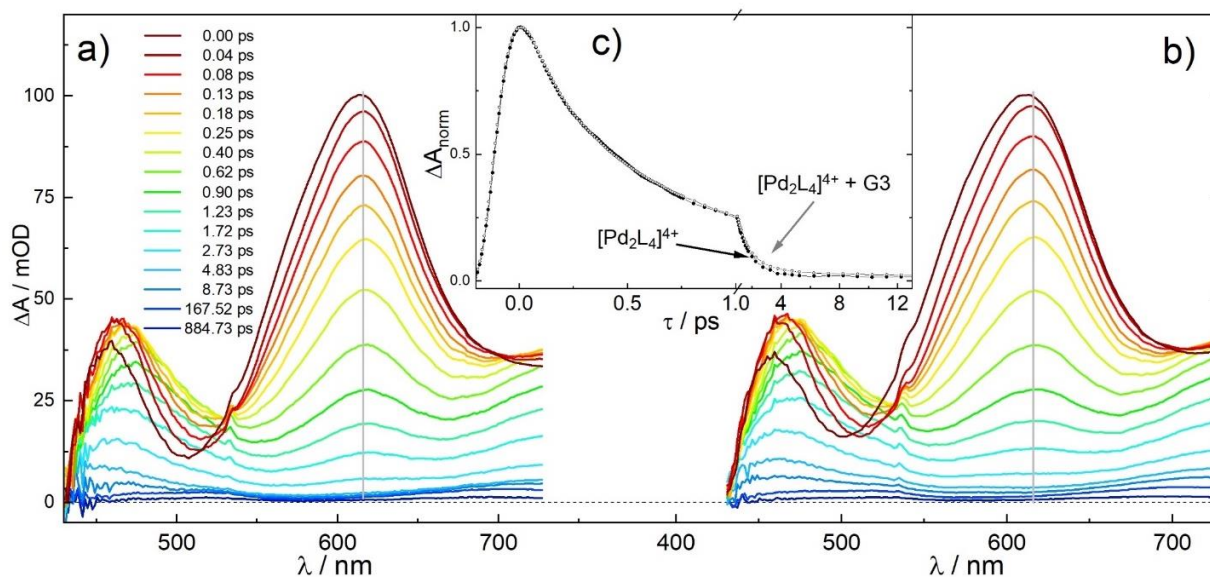 a)
0.00 ps
0.04 ps
0.08 ps
0.13 ps
0.18 ps
0.25 ps
0.40 ps
0.62 ps
0.90 ps
1.23 ps
1.72 ps
2.73 ps
4.83 ps
8.73 ps
167.52 ps
884.73 ps
100
75
50
25
0
ΔA / mOD
500
600
700
λ / nm
c)
1.0
0.5
0.0
ΔAnorm
[Pd2L4]4+ + G3
[Pd2L4]4+
0.0
0.5
1.0
4
8
12
τ / ps
b)
400
500
600
700
λ / nm